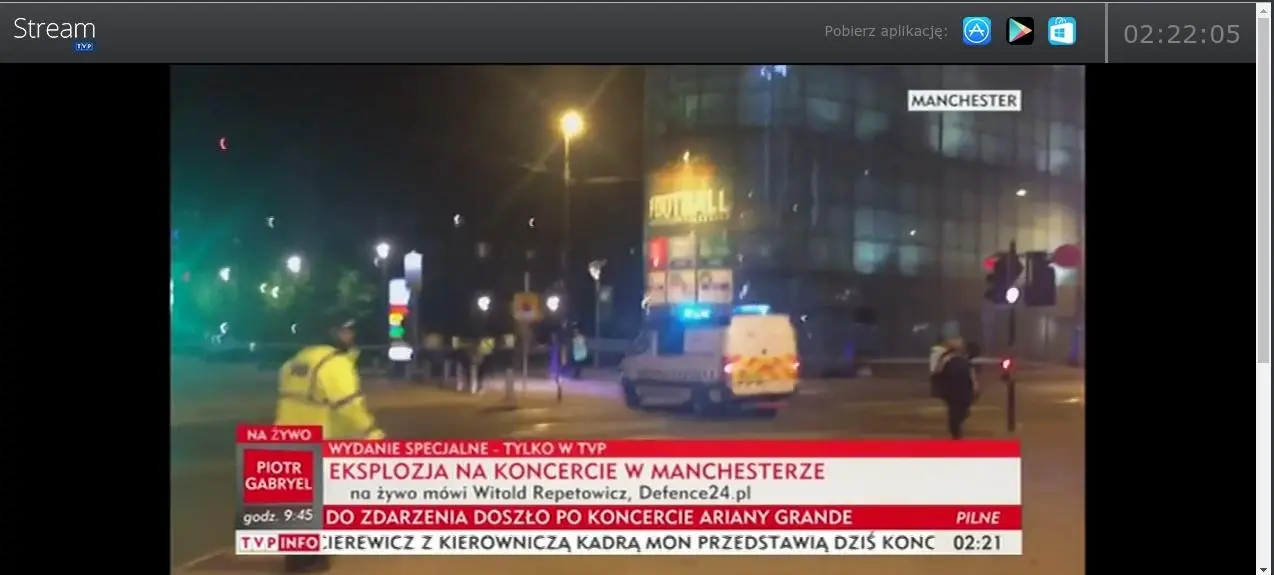 Stream
TVP
Pobierz aplikację:
02:22:05
MANCHESTER
FOOTBALL
NA ŻYWO
WYDANIE SPECJALNE - TYLKO W TVP
PIOTR
GABRYEL
EKSPLOZJA NA KONCERCIE W MANCHESTERZE
na żywo mówi Witold Repetowicz, Defence24.pl
godz. 9:45
DO ZDARZENIA DOSZŁO PO KONCERCIE ARIANY GRANDE
PILNE
TVP INFO
CIEREWICZ Z KIEROWNICZĄ KADRĄ MON PRZEDSTAWIĄ DZIŚ KONC
02:21